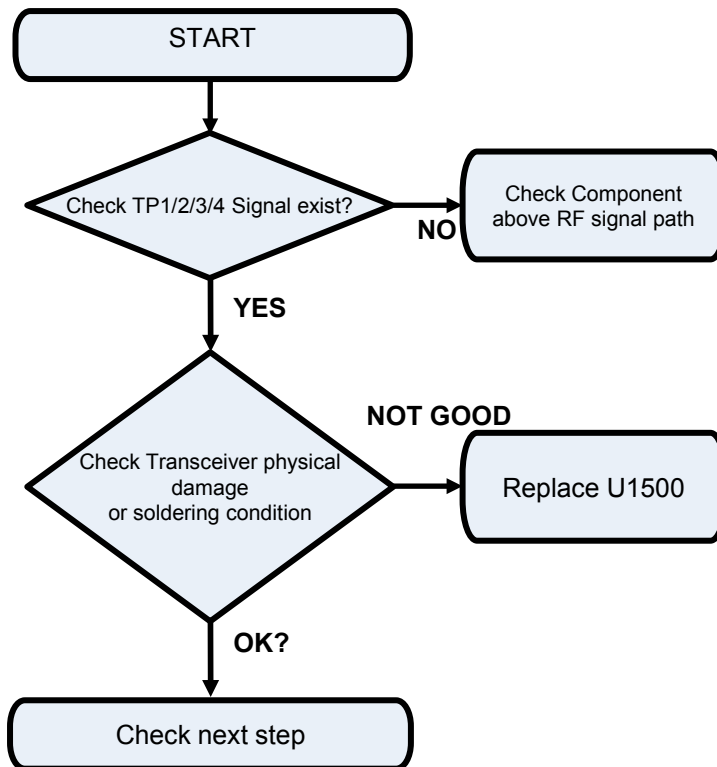 START
Check TP1/2/3/4 Signal exist?
NO
Check Component
above RF signal path
YES
Check Transceiver physical
damage
or soldering condition
NOT GOOD
Replace U1500
OK?
Check next step